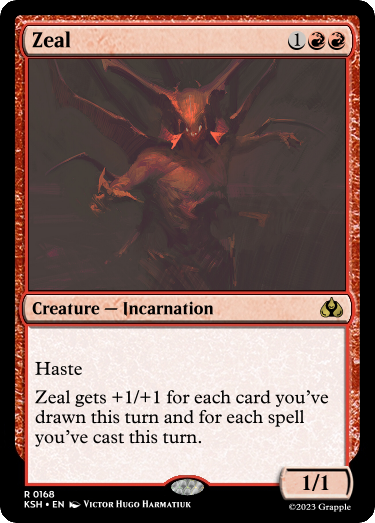 Zeal 1
Creature — Incarnation
Haste
Zeal gets +1/+1 for each card you've
drawn this turn and for each spell
you've cast this turn.
1/1
R 0168
KSH • EN Victor Hugo Harmatiuk
©2023 Grapple